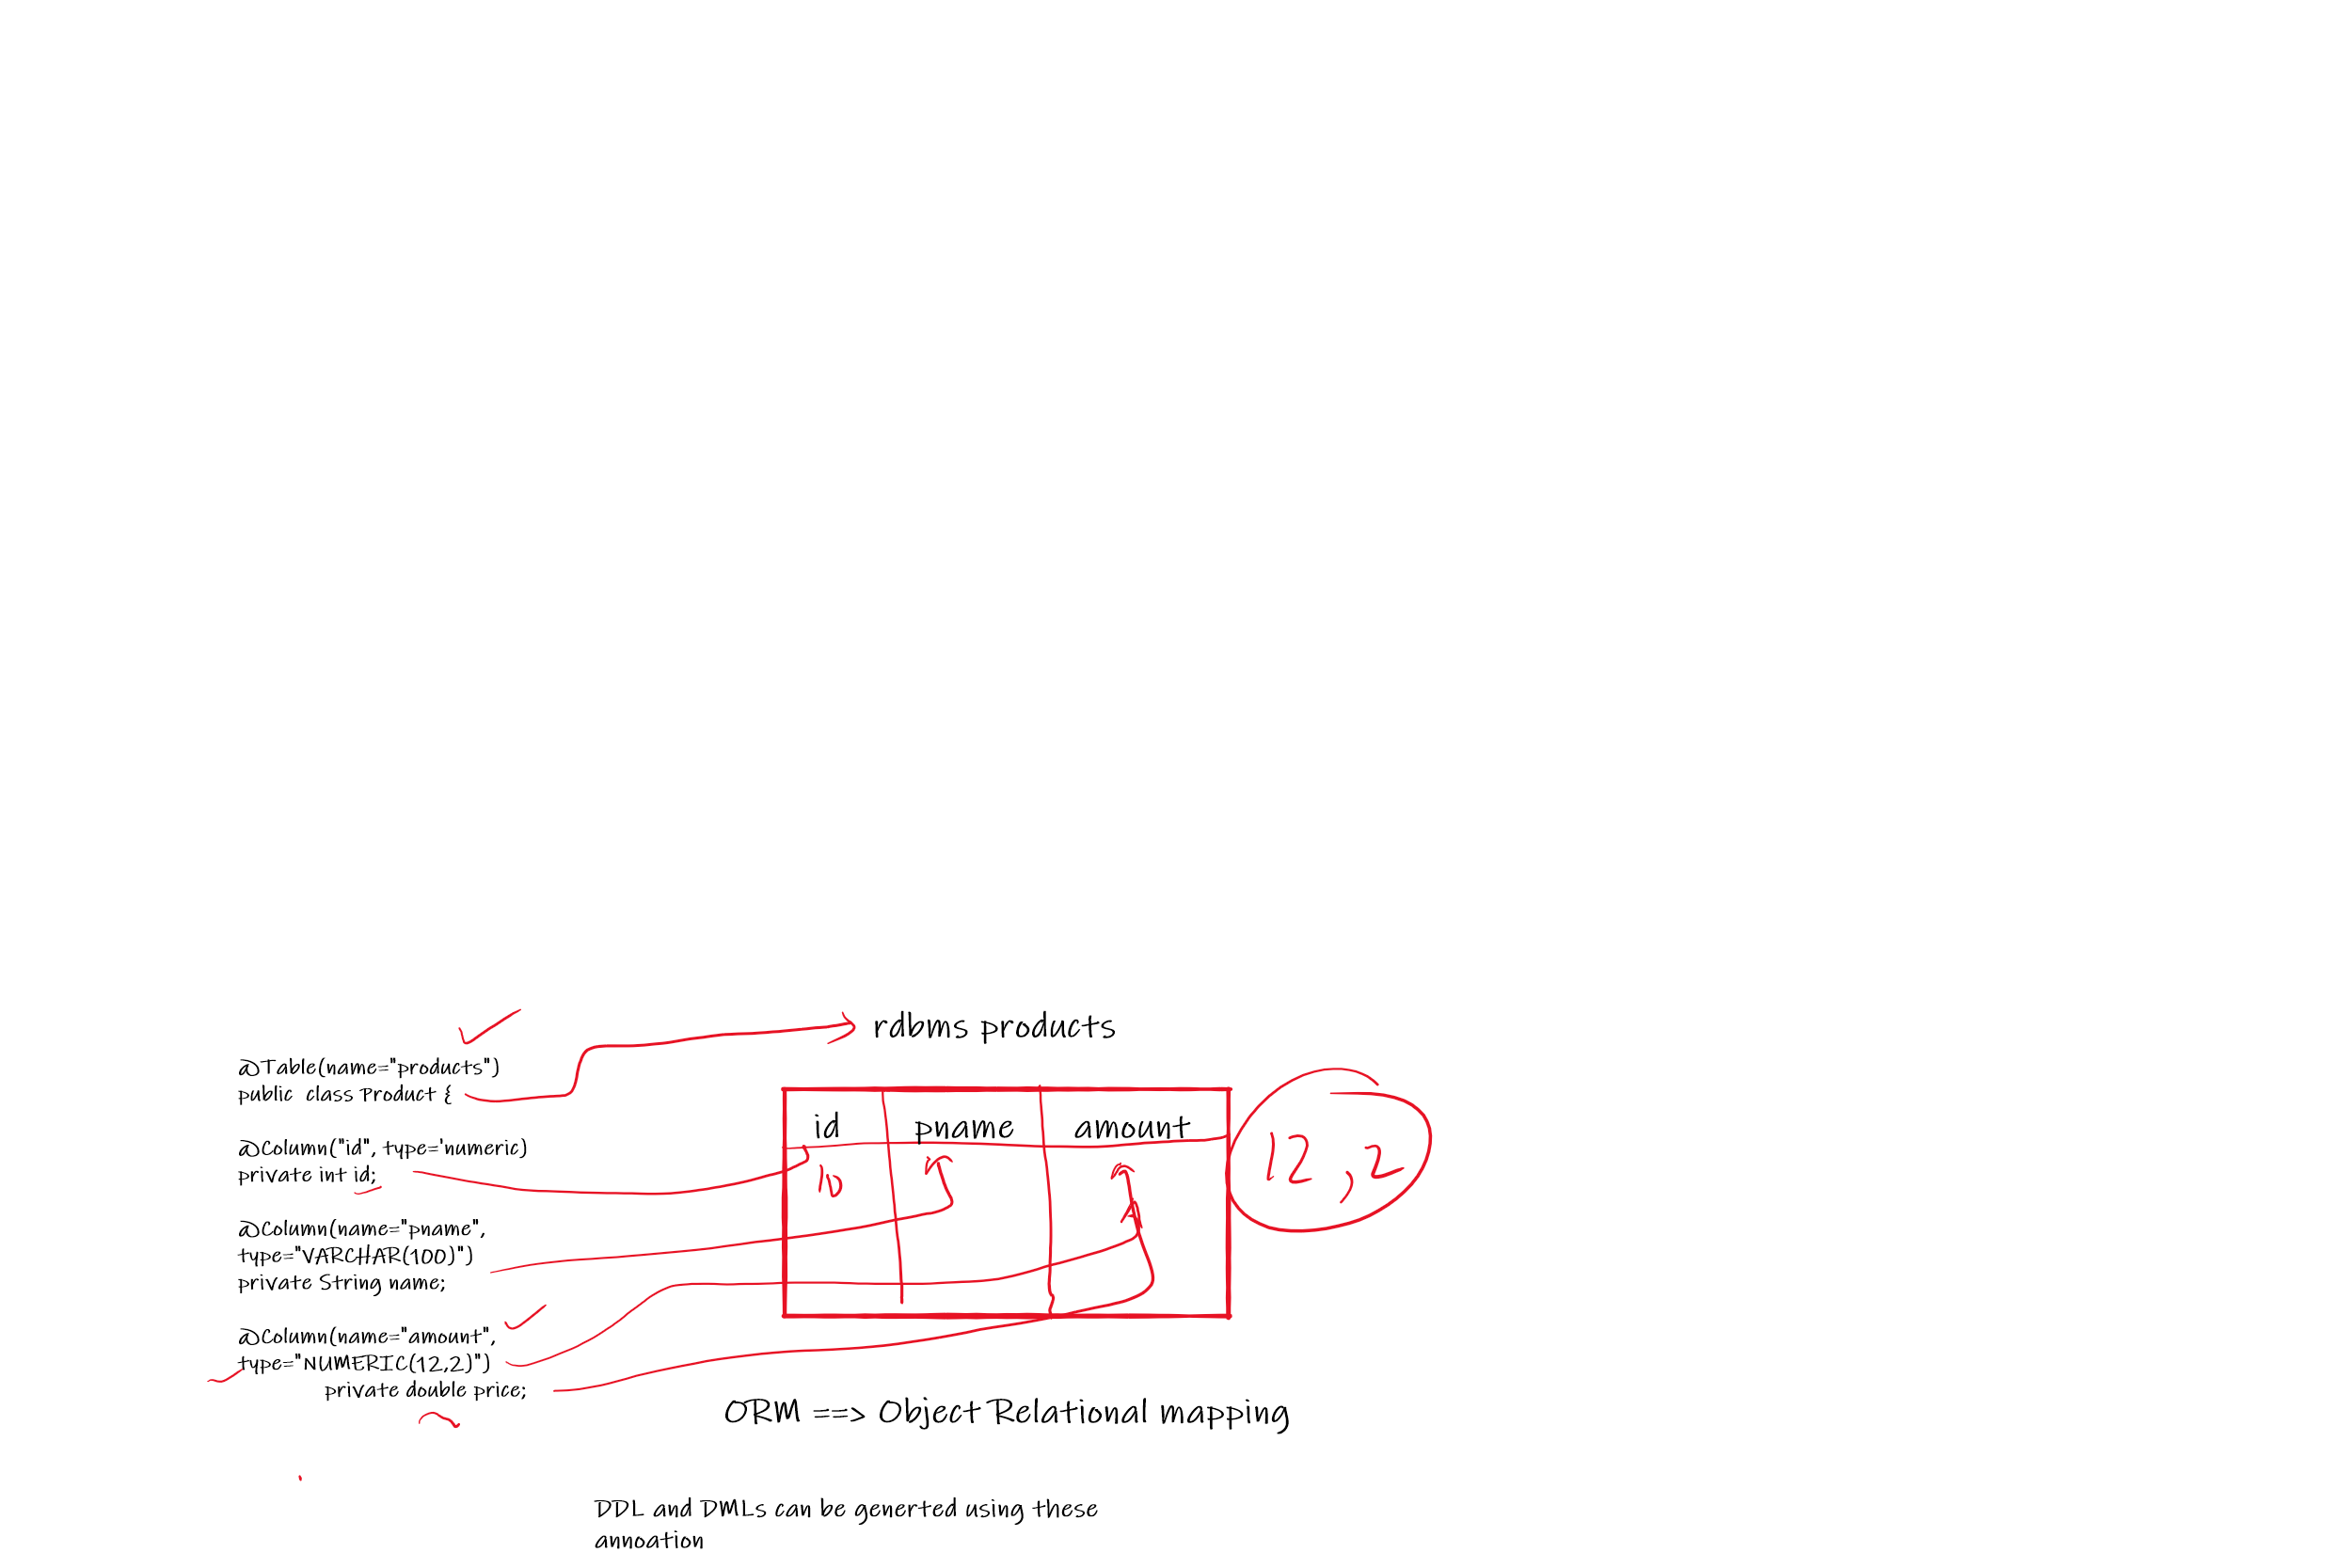 rdbms products
@Table(name="products")
public class Product {
@Column("id", type='numeric)
private int id;
@Column(name="pname",
type="VARCHAR(100)")
private String name;
@Column(name="amount",
type="NUMERIC(12,2)")
private double price;
id pname amount
10
12,2
ORM ==> Object Relational mapping
DDL and DMLs can be generted using these
annoation